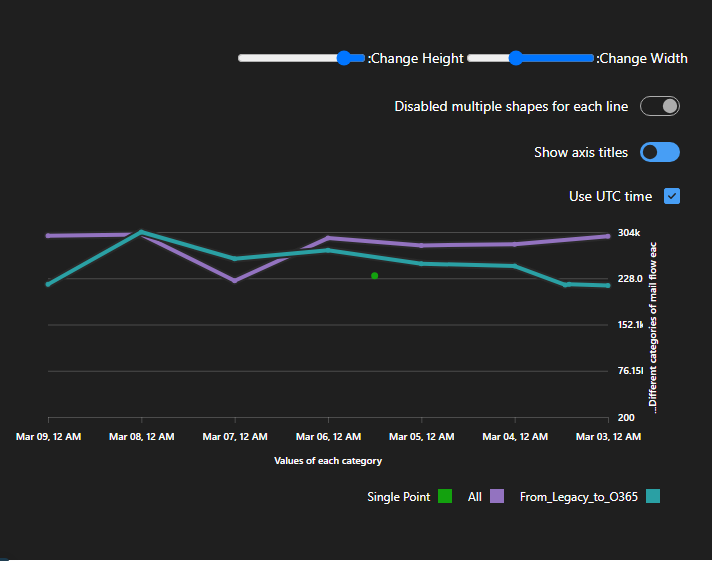 :Change Height :Change Width
Disabled multiple shapes for each line
Show axis titles
Use UTC time
304k
228.0
152.1k
76.15
200
...Different categories of mail flow eac
Mar 09, 12 AM Mar 08, 12 AM Mar 07, 12 AM Mar 06, 12 AM Mar 05, 12 AM Mar 04, 12 AM Mar 03, 12 AM
Values of each category
Single Point All From_Legacy_to_O365